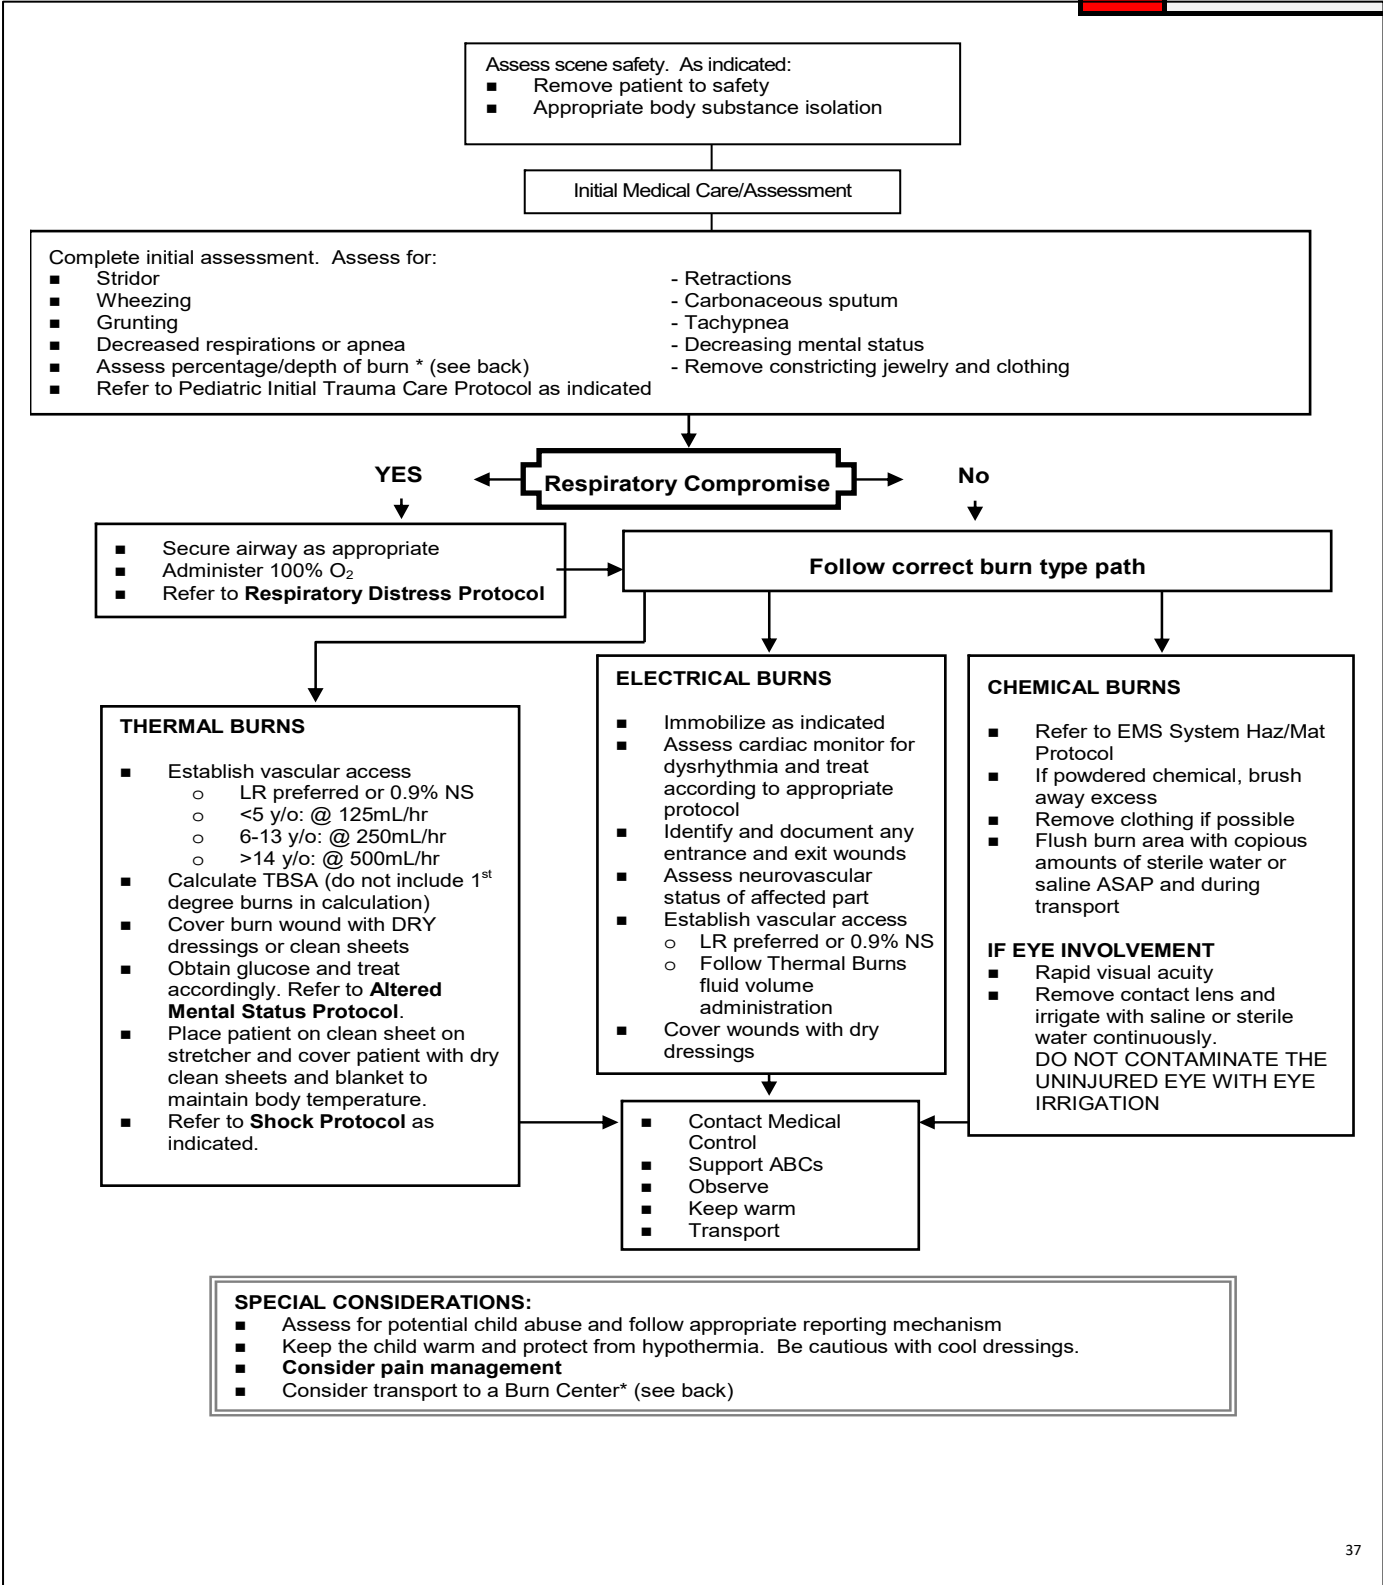 Assess scene safety. As indicated:
■ Remove patient to safety
■ Appropriate body substance isolation
Initial Medical Care/Assessment
Complete initial assessment. Assess for:
■ Stridor - Retractions
■ Wheezing - Carbonaceous sputum
■ Grunting - Tachypnea
■ Decreased respirations or apnea - Decreasing mental status
■ Assess percentage/depth of burn * (see back) - Remove constricting jewelry and clothing
■ Refer to Pediatric Initial Trauma Care Protocol as indicated
Respiratory Compromise
YES
No
■ Secure airway as appropriate
■ Administer 100% O₂
■ Refer to Respiratory Distress Protocol
Follow correct burn type path
THERMAL BURNS
■ Establish vascular access
o LR preferred or 0.9% NS
o <5 y/o: @ 125mL/hr
o 6-13 y/o: @ 250mL/hr
o >14 y/o: @ 500mL/hr
■ Calculate TBSA (do not include 1st
degree burns in calculation)
■ Cover burn wound with DRY
dressings or clean sheets
■ Obtain glucose and treat
accordingly. Refer to Altered
Mental Status Protocol.
■ Place patient on clean sheet on
stretcher and cover patient with dry
clean sheets and blanket to
maintain body temperature.
■ Refer to Shock Protocol as
indicated.
ELECTRICAL BURNS
■ Immobilize as indicated
■ Assess cardiac monitor for
dysrhythmia and treat
according to appropriate
protocol
■ Identify and document any
entrance and exit wounds
■ Assess neurovascular
status of affected part
■ Establish vascular access
o LR preferred or 0.9% NS
o Follow Thermal Burns
fluid volume
administration
■ Cover wounds with dry
dressings
CHEMICAL BURNS
■ Refer to EMS System Haz/Mat
Protocol
■ If powdered chemical, brush
away excess
■ Remove clothing if possible
■ Flush burn area with copious
amounts of sterile water or
saline ASAP and during
transport
IF EYE INVOLVEMENT
■ Rapid visual acuity
■ Remove contact lens and
irrigate with saline or sterile
water continuously.
DO NOT CONTAMINATE THE
UNINJURED EYE WITH EYE
IRRIGATION
■ Contact Medical
Control
■ Support ABCs
■ Observe
■ Keep warm
■ Transport
SPECIAL CONSIDERATIONS:
■ Assess for potential child abuse and follow appropriate reporting mechanism
■ Keep the child warm and protect from hypothermia. Be cautious with cool dressings.
■ Consider pain management
■ Consider transport to a Burn Center* (see back)
37